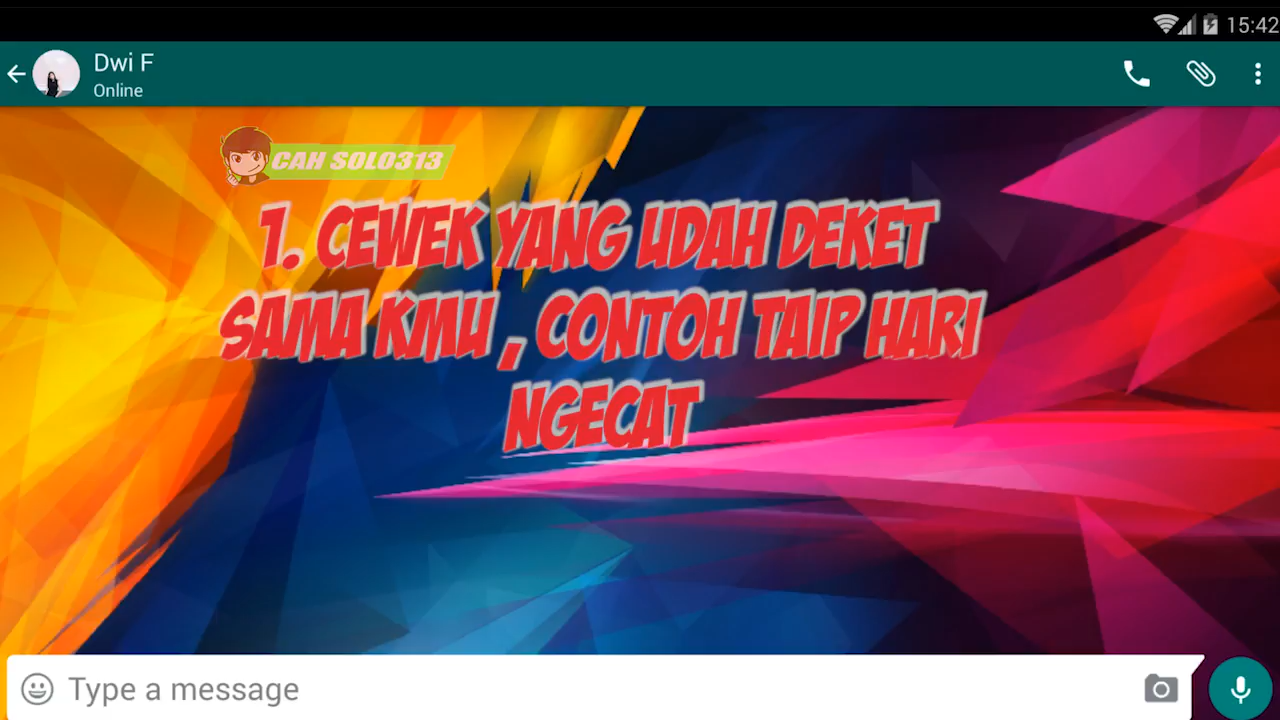 15:42
Dwi F
Online
CAH SOLO313
1. CEWEK YANG UDAH DEKET
SAMA KMU , CONTOH TAIP HARI
NGECAT
Type a message